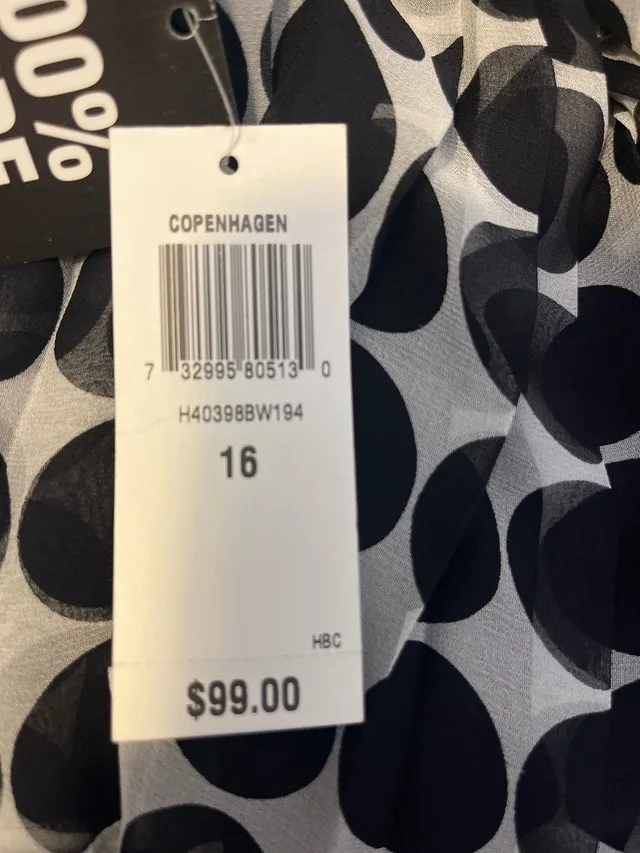 00%
COPENHAGEN
7 32995 80513 0
H40398BW194
16
HBC
$99.00